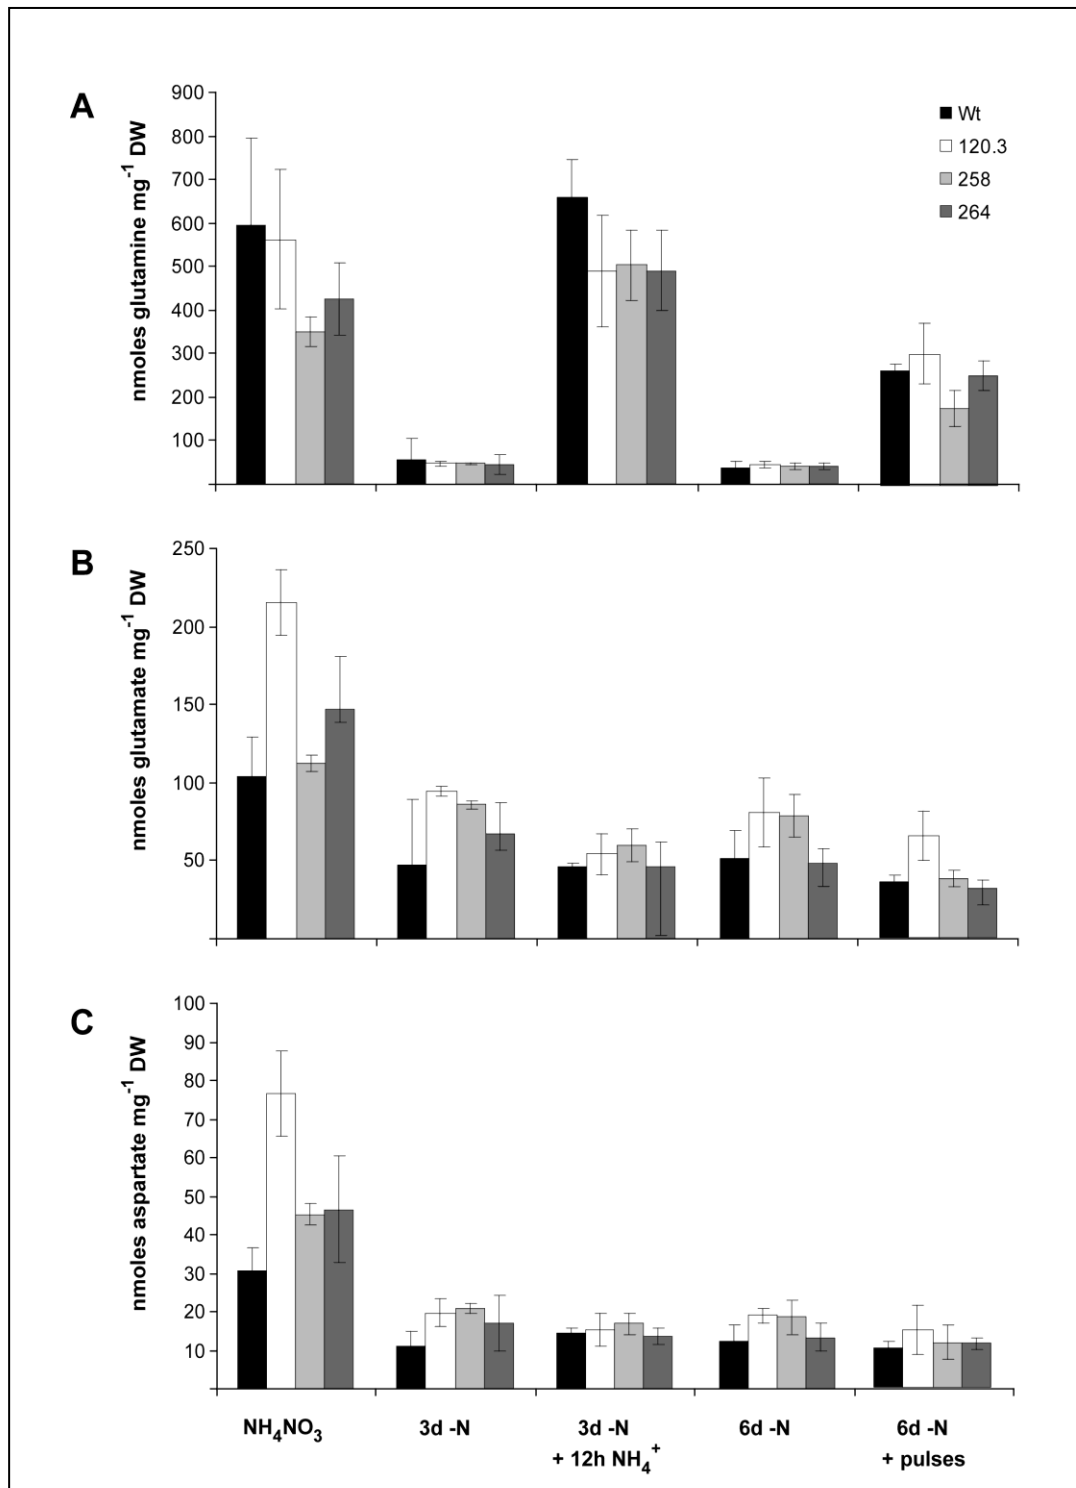 A
nmoles glutamine mg⁻¹ DW
900
800
700
600
500
400
300
200
100
Wt
120.3
258
264
B
nmoles glutamate mg⁻¹ DW
250
200
150
100
50
C
nmoles aspartate mg⁻¹ DW
100
90
80
70
60
50
40
30
20
10
NH₄NO₃
3d -N
3d -N
+ 12h NH₄⁺
6d -N
6d -N
+ pulses